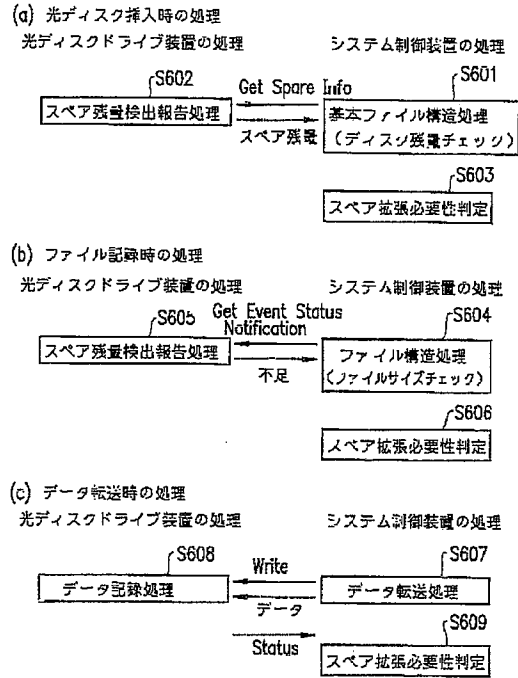 (a) 光ディスク挿入時の処理
光ディスクドライブ装置の処理
システム制御装置の処理
S602
S601
Get Spare Info
スペア残量検出報告処理
スペア残量
基本ファイル構造処理
(ディスク残量チェック)
S603
スペア拡張必要性判定
(b) ファイル記録時の処理
光ディスクドライブ装置の処理
システム制御装置の処理
S605
S604
Get Event Status
Notification
スペア残量検出報告処理
不足
ファイル構造処理
(ファイルサイズチェック)
S606
スペア拡張必要性判定
(c) データ転送時の処理
光ディスクドライブ装置の処理
システム制御装置の処理
S608
S607
Write
データ記録処理
データ
データ転送処理
S609
Status
スペア拡張必要性判定